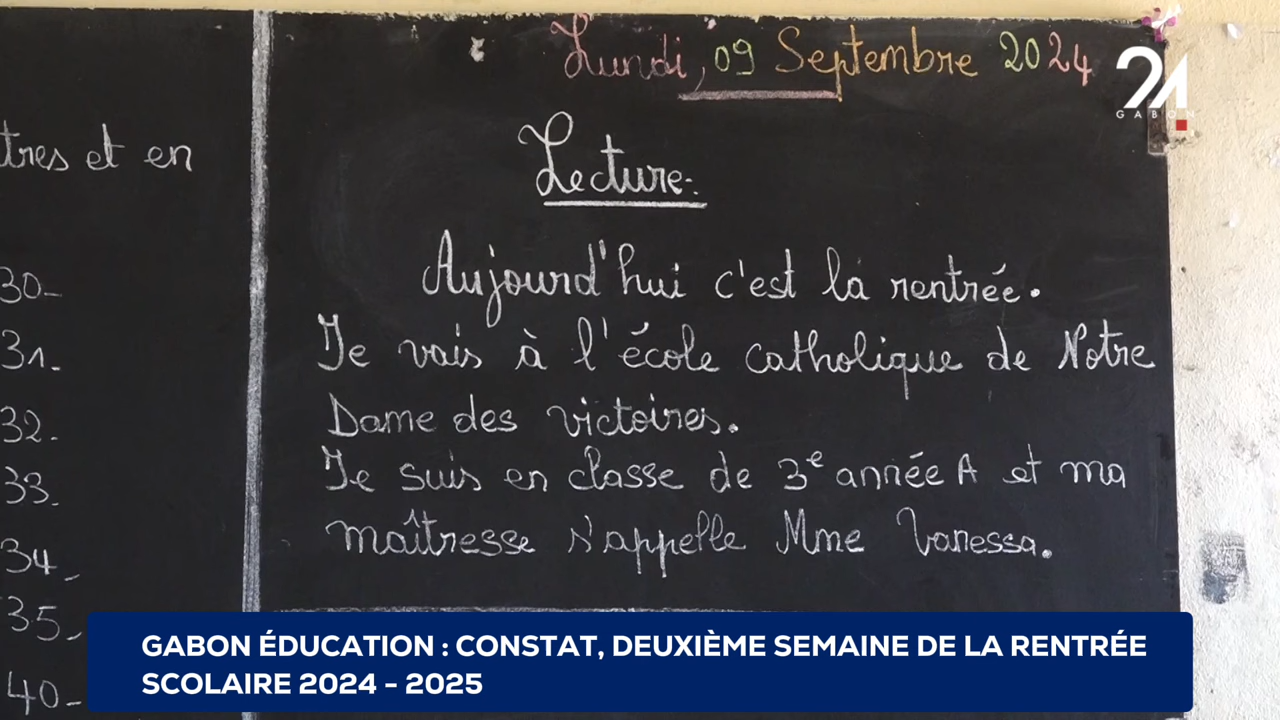 tres et en
30-
31.
32.
33.
34-
35-
40-
Lundi, 09 Septembre 2024
Lecture:
Aujourd'hui c'est la rentrée.
Je vais à l'école catholique de Notre
Dame des victoires.
Je suis en classe de 3e année A et ma
maîtresse s'appelle Mme Vanessa.
24
GABON
GABON ÉDUCATION : CONSTAT, DEUXIÈME SEMAINE DE LA RENTRÉE
SCOLAIRE 2024 - 2025